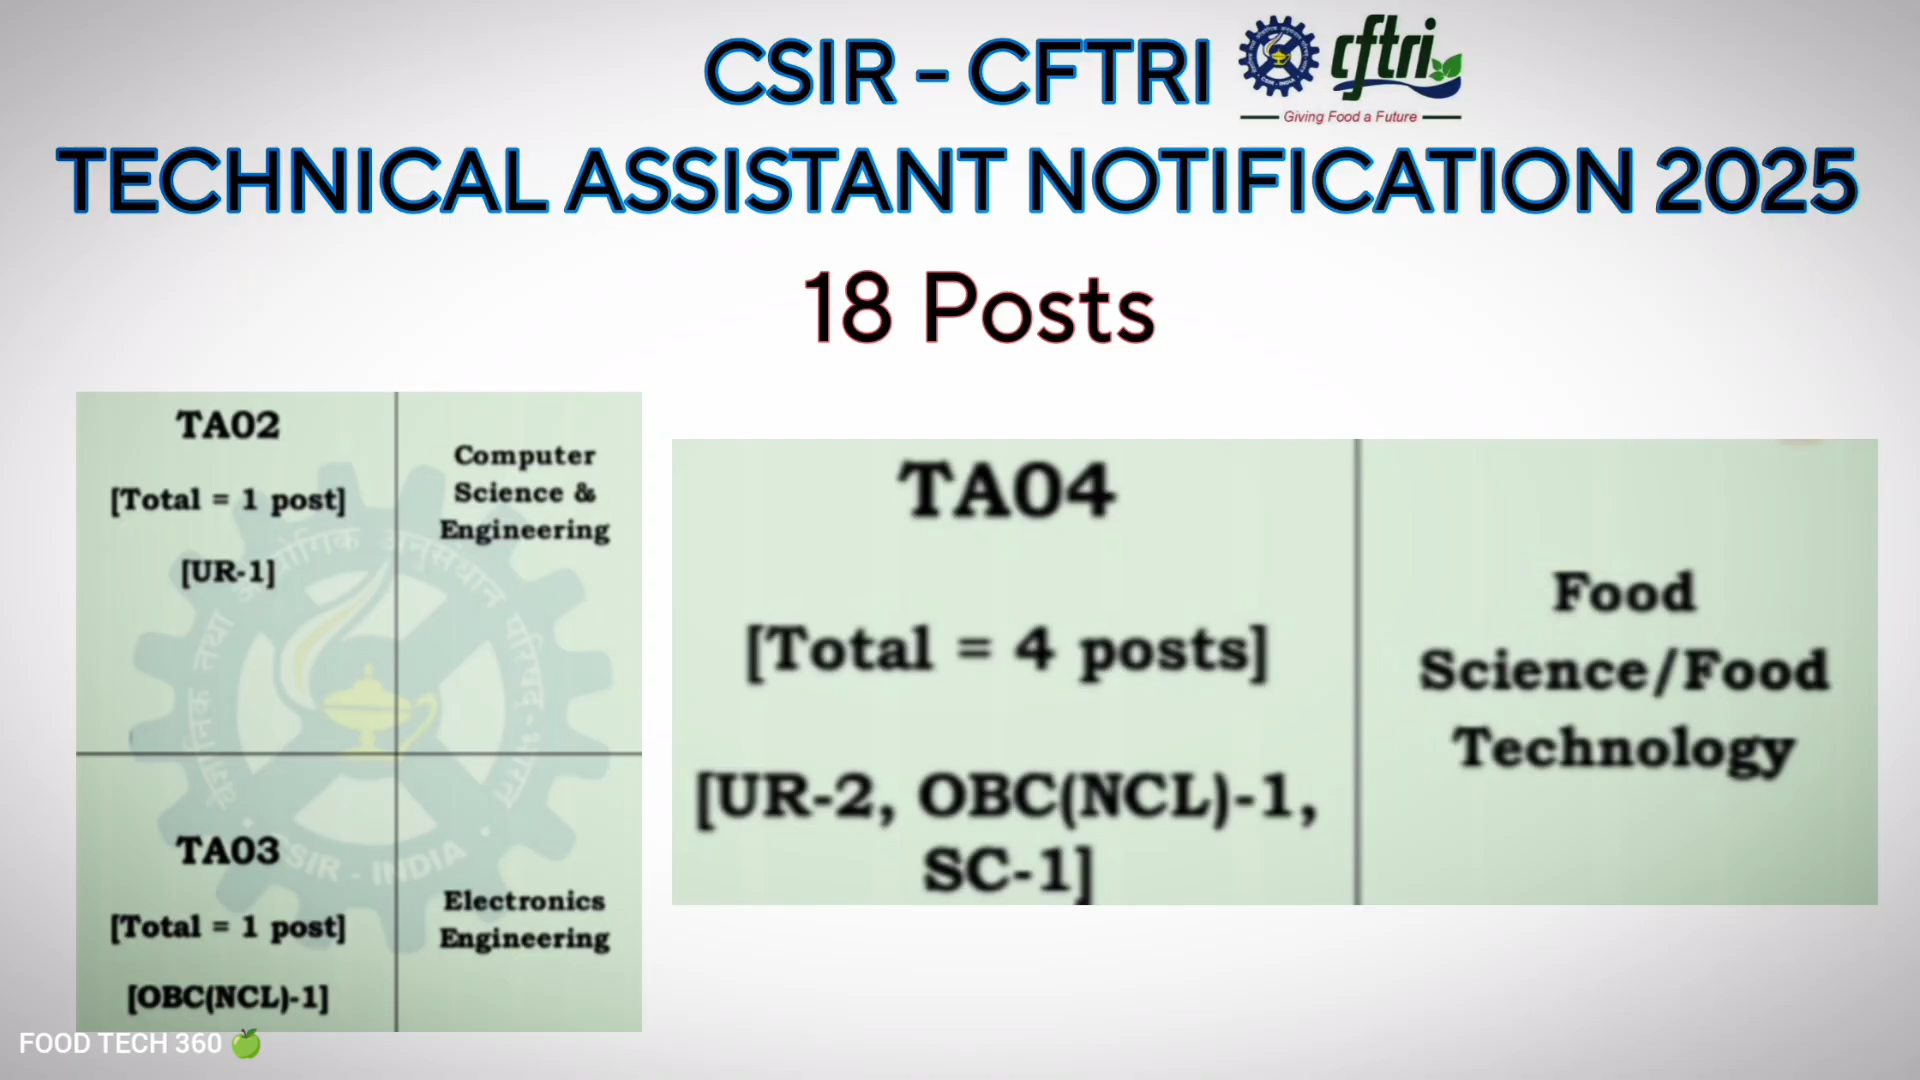 CSIR - CFTRI
cftri
Giving Food a Future
TECHNICAL ASSISTANT NOTIFICATION 2025
18 Posts
TA02
[Total = 1 post]
[UR-1]
Computer
Science &
Engineering
TA03
[Total = 1 post]
[OBC(NCL)-1]
Electronics
Engineering
CSIR - INDIA
TA04
[Total = 4 posts]
[UR-2, OBC(NCL)-1,
SC-1]
Food
Science/Food
Technology
FOOD TECH 360